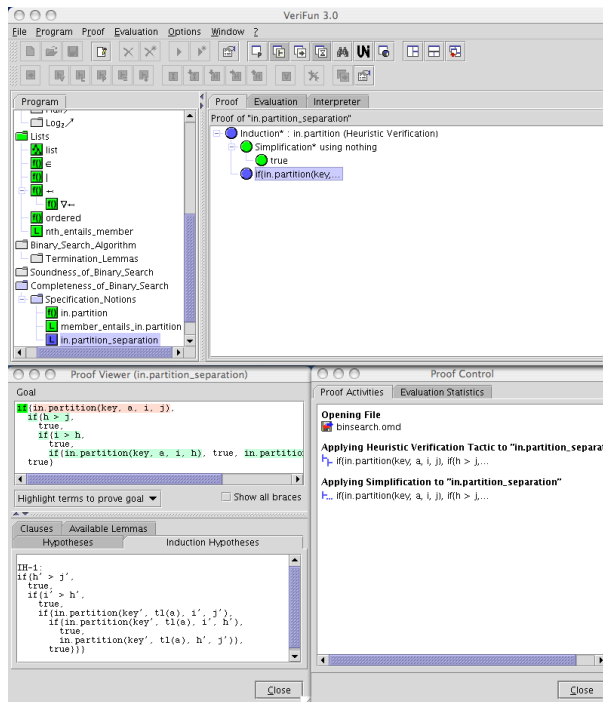 VeriFun 3.0
File Program Proof Evaluation Options Window ?
Program
Log₂↗
Lists
list
f() ∈
f() |
f()
f()
f() ordered
L nth_entails_member
Binary_Search_Algorithm
Termination_Lemmas
Soundness_of_Binary_Search
Completeness_of_Binary_Search
Specification_Notions
f() in.partition
L member_entails_in.partition
L in.partition_separation
Proof Evaluation Interpreter
Proof of "in.partition_separation"
Induction* : in.partition (Heuristic Verification)
Simplification* using nothing
true
if(in.partition(key,...
Proof Viewer (in.partition_separation)
Goal
if(in.partition(key, a, i, j),
if(h > j,
true,
if(i > h,
true,
if(in.partition(key, a, i, h), true, in.partitio
true)
Highlight terms to prove goal
Show all braces
Clauses Available Lemmas
Hypotheses Induction Hypotheses
IH-1:
if(h' > j',
true,
if(i' > h',
true,
if(in.partition(key', tl(a), i', j'),
if(in.partition(key', tl(a), i', h'),
true,
in.partition(key', tl(a), h', j')),
true)))
Close
Proof Control
Proof Activities Evaluation Statistics
Opening File
binsearch.omd
Applying Heuristic Verification Tactic to "in.partition_separat
if(in.partition(key, a, i, j), if(h > j,...
Applying Simplification to "in.partition_separation"
if(in.partition(key, a, i, j), if(h > j,...
Close